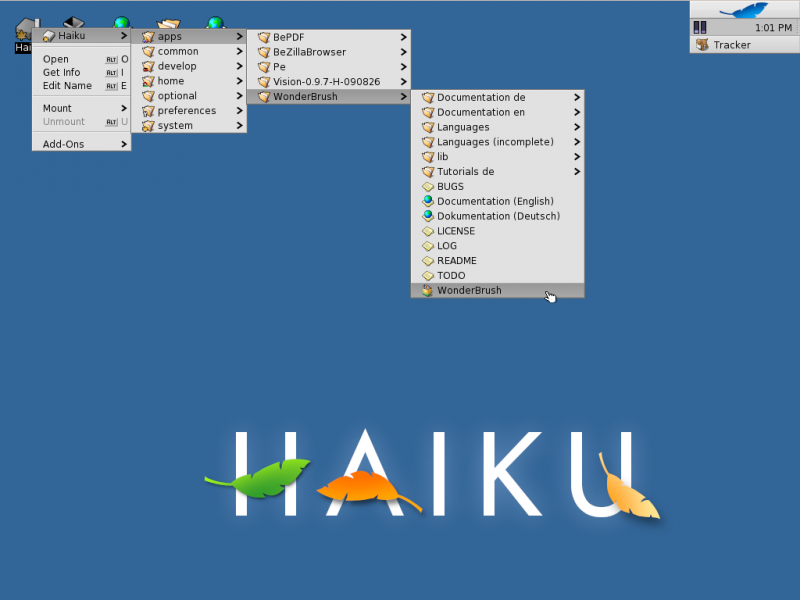 Hai
Haiku
Open ALT O
Get Info ALT I
Edit Name ALT E
Mount
Unmount ALT U
Add-Ons
apps
common
develop
home
optional
preferences
system
BePDF
BeZillaBrowser
Pe
Vision-0.9.7-H-090826
WonderBrush
Documentation de
Documentation en
Languages
Languages (incomplete)
lib
Tutorials de
BUGS
Documentation (English)
Dokumentation (Deutsch)
LICENSE
LOG
README
TODO
WonderBrush
1:01 PM
Tracker
HAIKU